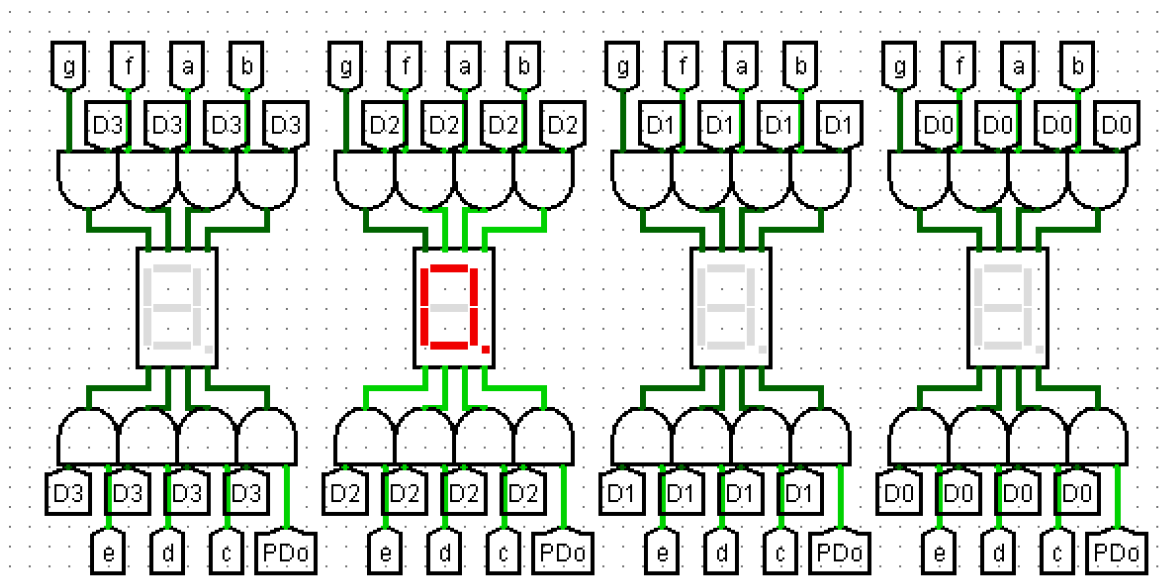 g f a b g f a b g f a b g f a b
D3 D3 D3 D3 D2 D2 D2 D2 D1 D1 D1 D1 D0 D0 D0 D0
D3 D3 D3 D3 D2 D2 D2 D2 D1 D1 D1 D1 D0 D0 D0 D0
e d c PDo e d c PDo e d c PDo e d c PDo